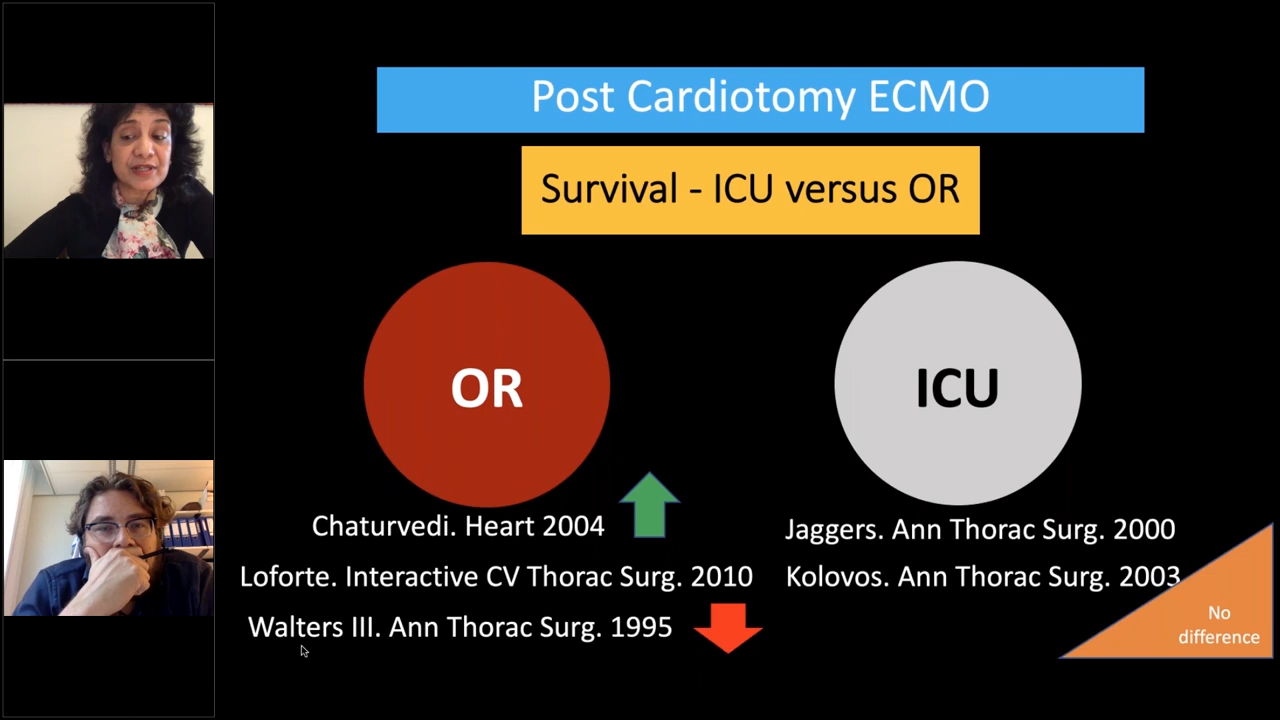 Post Cardiotomy ECMO
Survival - ICU versus OR
OR
ICU
Chaturvedi. Heart 2004
Loforte. Interactive CV Thorac Surg. 2010
Walters III. Ann Thorac Surg. 1995
Jaggers. Ann Thorac Surg. 2000
Kolovos. Ann Thorac Surg. 2003
No
difference